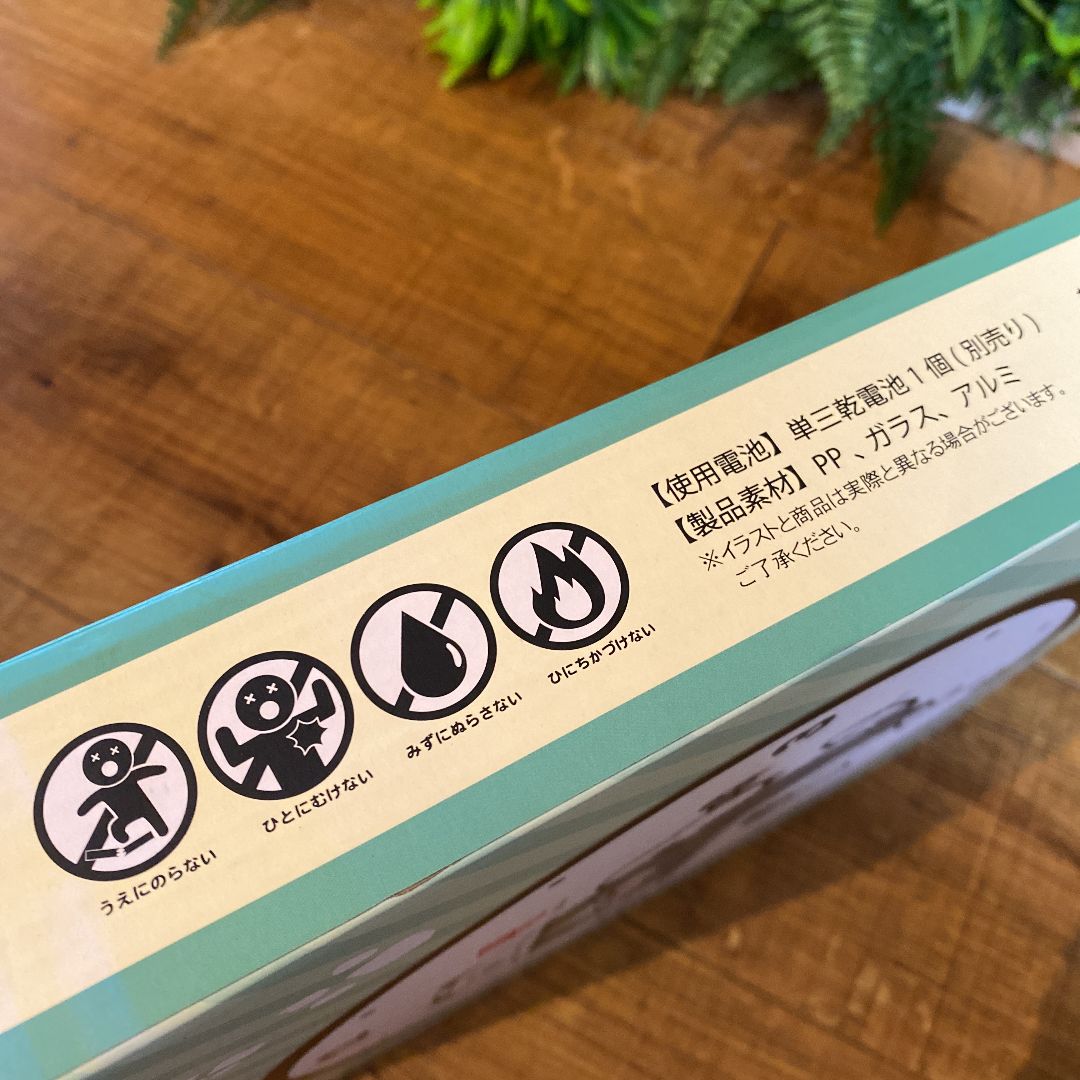 【使用電池】単三乾電池1個(別売り)
【製品素材】PP、ガラス、アルミ
※イラストと商品は実際と異なる場合がございます。
ご了承ください。
うえにのらない
ひとにむけない
みずにぬらさない
ひにちかづけない